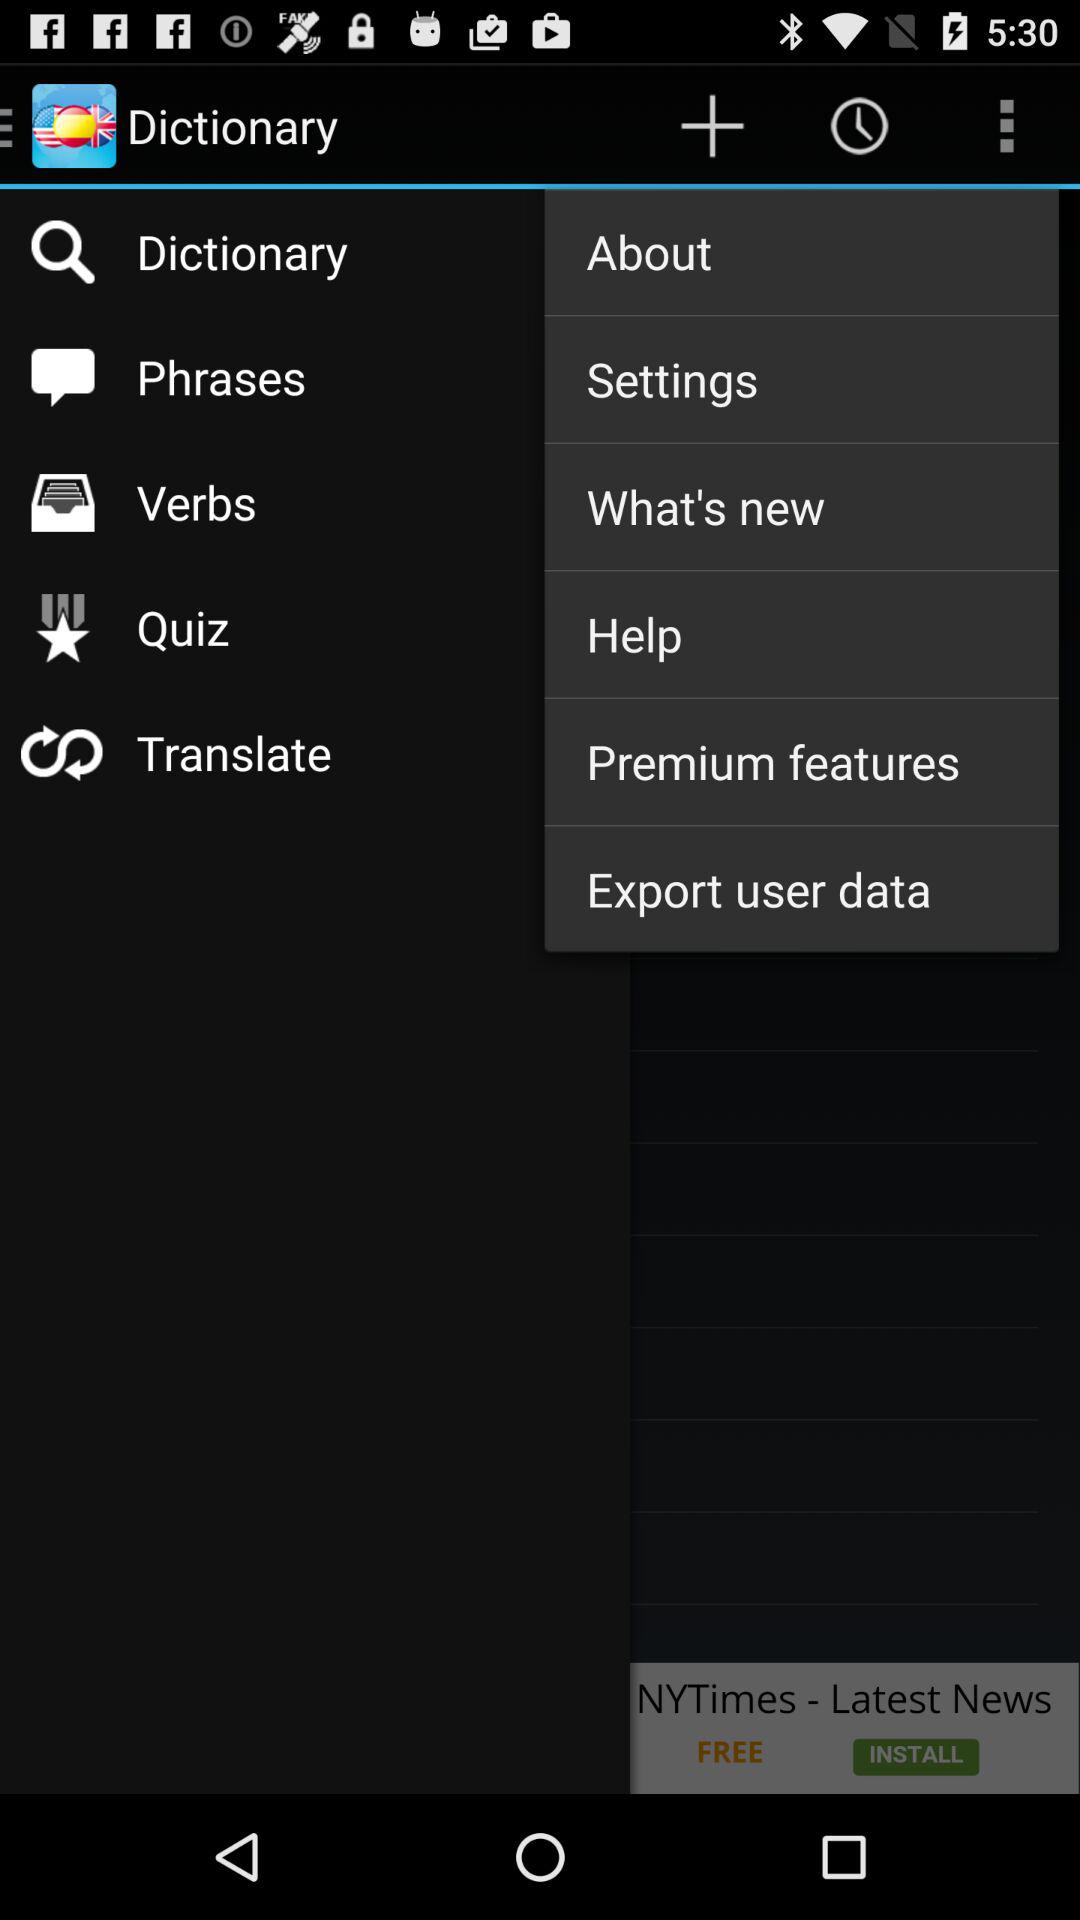 FAKE
5:30
Dictionary
Dictionary
Phrases
Verbs
Quiz
Translate
About
Settings
What's new
Help
Premium features
Export user data
NYTimes - Latest News
FREE
INSTALL